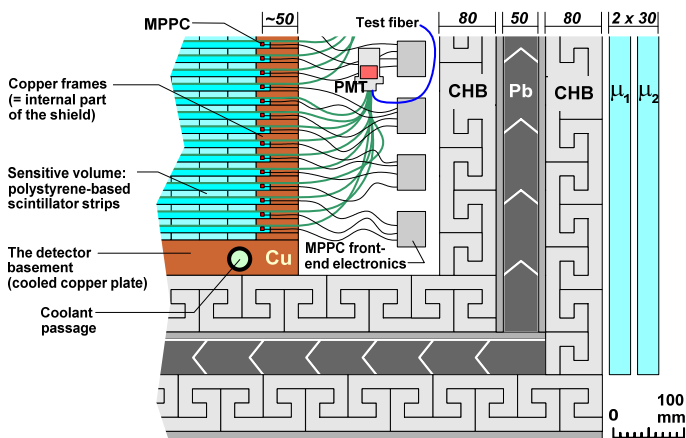 ~50
80
50
80
2 x 30
MPPC
Test fiber
Copper frames
(= internal part
of the shield)
PMT
CHB
Pb
CHB
μ1
μ2
Sensitive volume:
polystyrene-based
scintillator strips
The detector
basement
(cooled copper plate)
Cu
MPPC front-
end electronics
Coolant
passage
0
100
mm